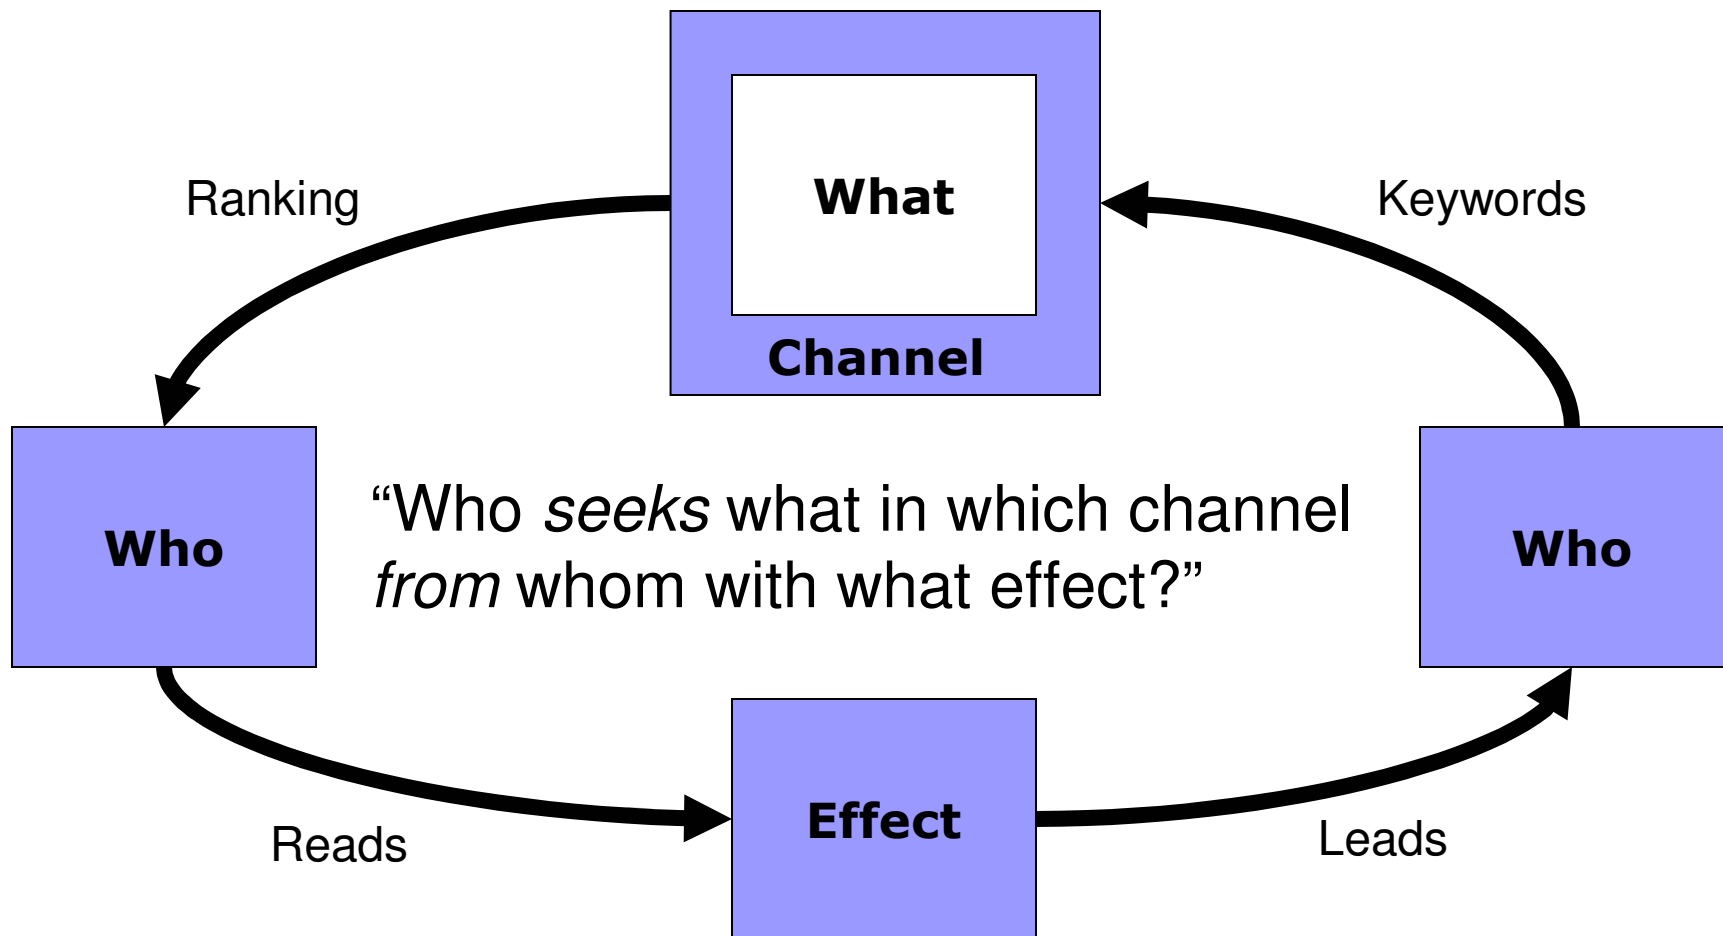 What
Ranking
Keywords
Channel
“Who seeks what in which channel
from whom with what effect?”
Who
Who
Effect
Reads
Leads